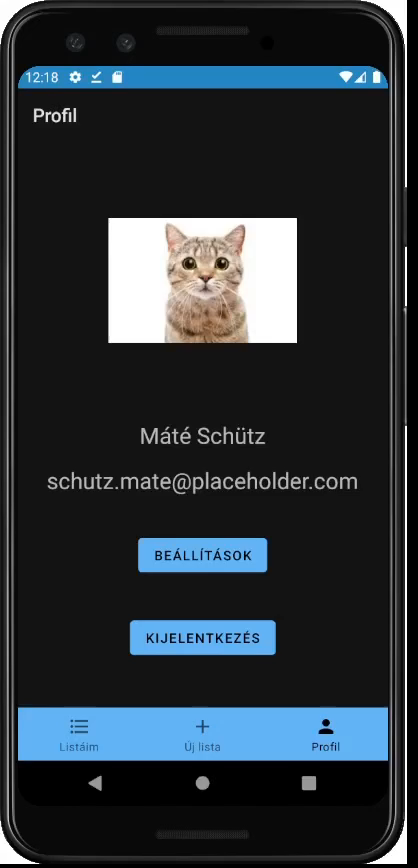 12:18
Profil
Máté Schütz
schutz.mate@placeholder.com
BEÁLLÍTÁSOK
KIJELENTKEZÉS
Listáim
Új lista
Profil